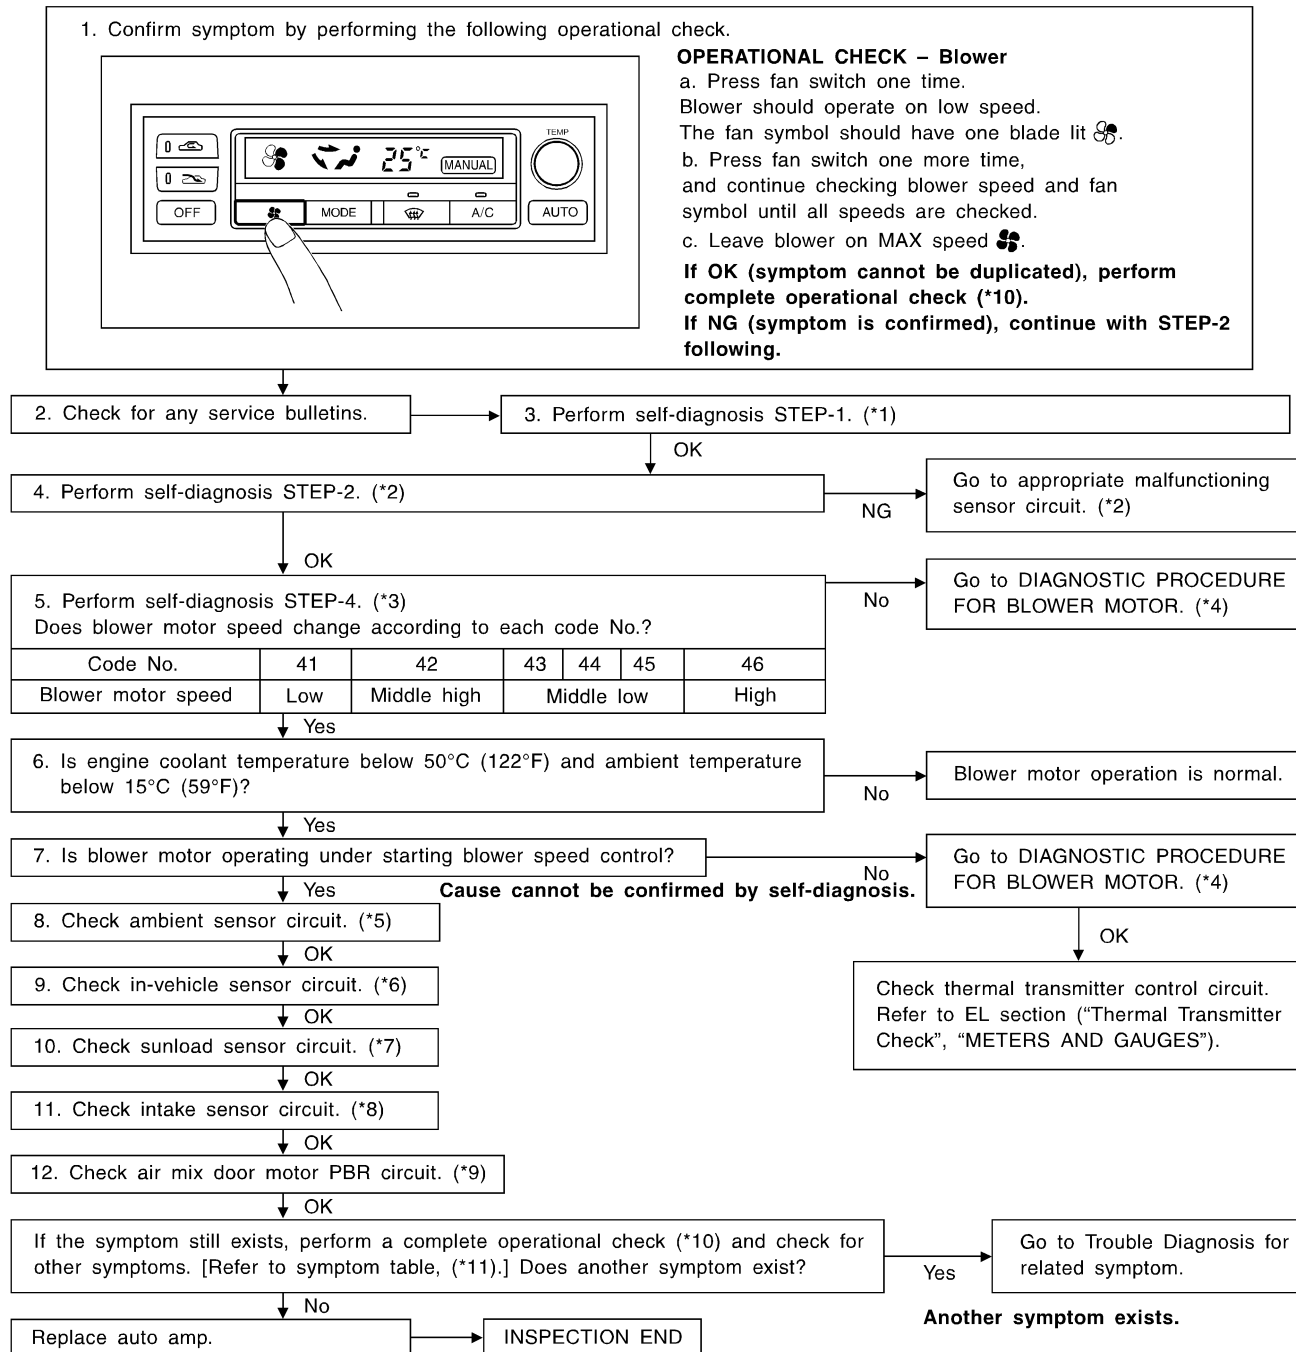 1. Confirm symptom by performing the following operational check.
TEMP
25°C
MANUAL
OFF
MODE
A/C
AUTO
OPERATIONAL CHECK – Blower
a. Press fan switch one time.
Blower should operate on low speed.
The fan symbol should have one blade lit .
b. Press fan switch one more time,
and continue checking blower speed and fan
symbol until all speeds are checked.
c. Leave blower on MAX speed .
If OK (symptom cannot be duplicated), perform
complete operational check (*10).
If NG (symptom is confirmed), continue with STEP-2
following.
2. Check for any service bulletins.
3. Perform self-diagnosis STEP-1. (*1)
OK
4. Perform self-diagnosis STEP-2. (*2)
NG
Go to appropriate malfunctioning
sensor circuit. (*2)
OK
5. Perform self-diagnosis STEP-4. (*3)
Does blower motor speed change according to each code No.?
No
Go to DIAGNOSTIC PROCEDURE
FOR BLOWER MOTOR. (*4)
Code No. 41 42 43 44 45 46
Blower motor speed Low Middle high Middle low High
Yes
6. Is engine coolant temperature below 50°C (122°F) and ambient temperature
below 15°C (59°F)?
No
Blower motor operation is normal.
Yes
7. Is blower motor operating under starting blower speed control?
No
Go to DIAGNOSTIC PROCEDURE
FOR BLOWER MOTOR. (*4)
Yes
Cause cannot be confirmed by self-diagnosis.
8. Check ambient sensor circuit. (*5)
OK
OK
9. Check in-vehicle sensor circuit. (*6)
Check thermal transmitter control circuit.
Refer to EL section (“Thermal Transmitter
Check”, “METERS AND GAUGES”).
OK
10. Check sunload sensor circuit. (*7)
OK
11. Check intake sensor circuit. (*8)
OK
12. Check air mix door motor PBR circuit. (*9)
OK
If the symptom still exists, perform a complete operational check (*10) and check for
other symptoms. [Refer to symptom table, (*11).] Does another symptom exist?
Yes
Go to Trouble Diagnosis for
related symptom.
Another symptom exists.
No
Replace auto amp.
INSPECTION END